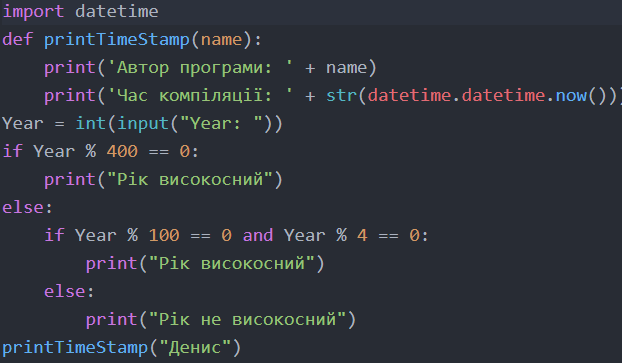 import datetime
def printTimeStamp(name):
    print('Автор програми: ' + name)
    print('Час компіляції: ' + str(datetime.datetime.now()))
Year = int(input("Year: "))
if Year % 400 == 0:
    print("Рік високосний")
else:
    if Year % 100 == 0 and Year % 4 == 0:
        print("Рік високосний")
    else:
        print("Рік не високосний")
printTimeStamp("Денис")